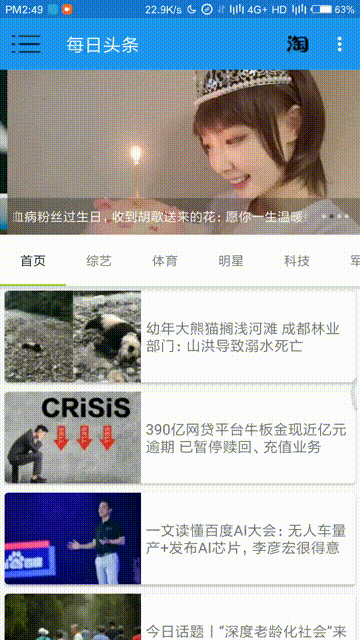 PM2:49 22.9K/s 4G+ HD 63%
每日头条 淘
血病粉丝过生日，收到胡歌送来的花：愿你一生温暖
首页 综艺 体育 明星 科技 军
幼年大熊猫搁浅河滩 成都林业
部门：山洪导致溺水死亡
CRiSiS
390亿网贷平台牛板金现近亿元
逾期 已暂停赎回、充值业务
一文读懂百度AI大会：无人车量
产+发布AI芯片，李彦宏很得意
Bai 百度
今日话题丨“深度老龄化社会”来